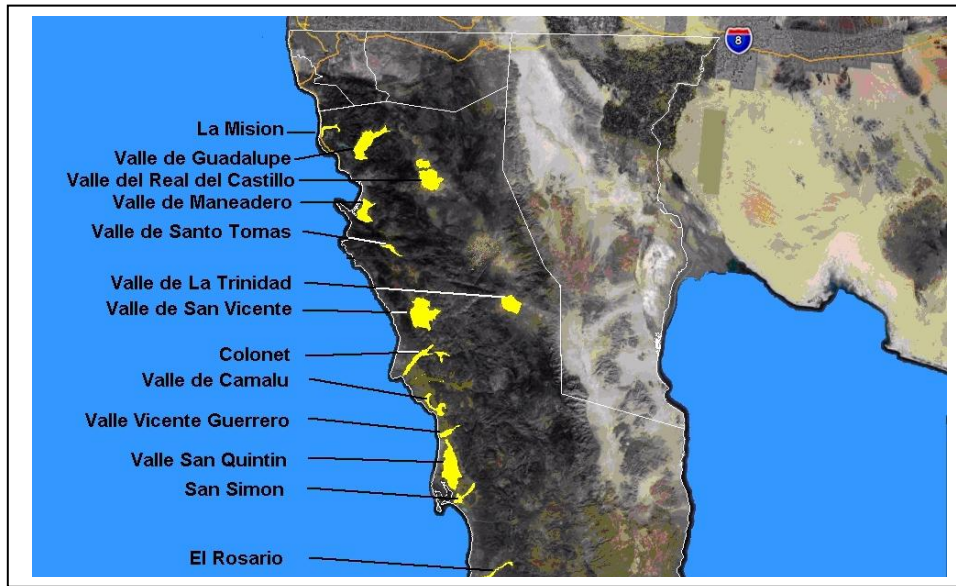 8
La Mision
Valle de Guadalupe
Valle del Real del Castillo
Valle de Maneadero
Valle de Santo Tomas
Valle de La Trinidad
Valle de San Vicente
Colonet
Valle de Camalu
Valle Vicente Guerrero
Valle San Quintin
San Simon
El Rosario